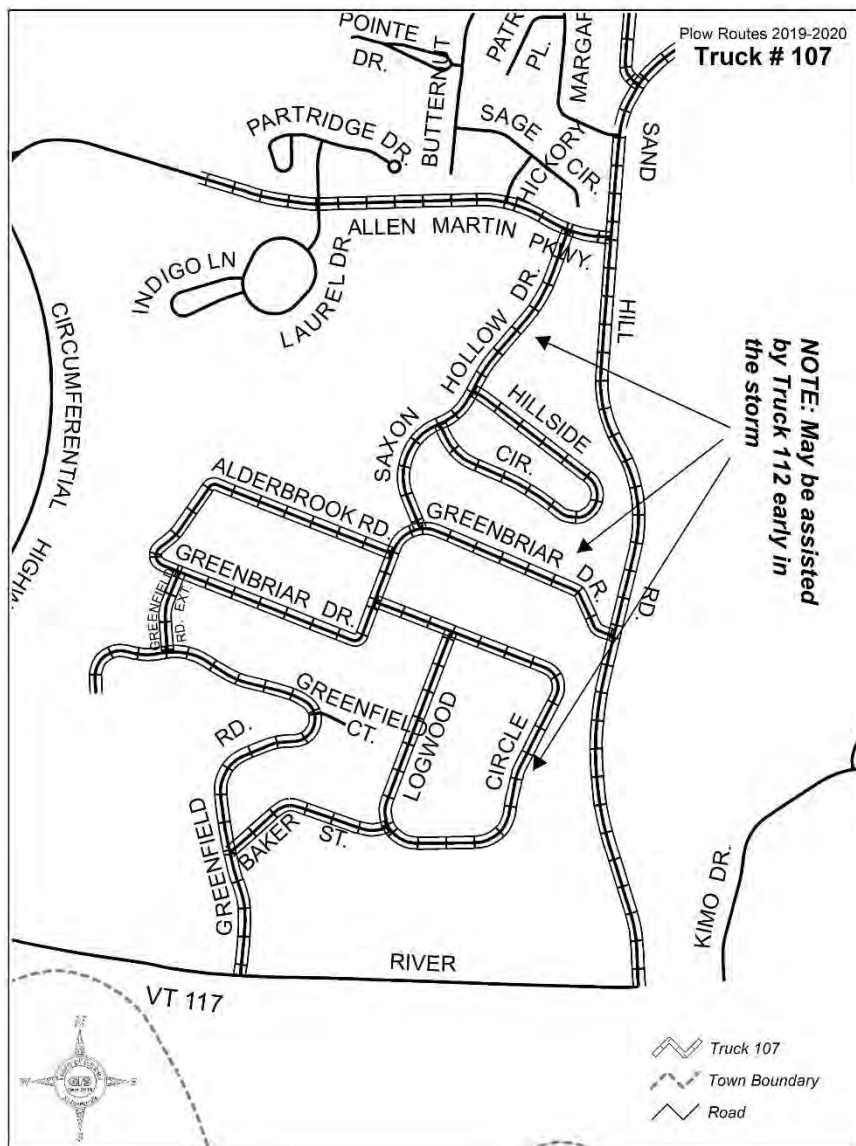 Plow Routes 2019-2020
Truck # 107
POINTE
DR.
BUTTERNUT
PATR
PL.
MARGAR
PARTRIDGE DR.
SAGE CIR.
HICKORY
SAND
ALLEN MARTIN PKWY.
INDIGO LN
LAUREL DR.
HOLLOW DR.
HILL
CIRCUMFERENTIAL HIGHW
SAXON
HILLSIDE
CIR.
NOTE: May be assisted
by Truck 112 early in
the storm
ALDERBROOK RD.
GREENBRIAR DR.
GREENBRIAR DR.
GREENFIELD
RD. EXT.
RD.
GREENFIELD
CT.
LOGWOOD
CIRCLE
RD.
GREENFIELD
BAKER ST.
KIMO DR.
RIVER
VT 117
N
W
E
S
GIS
Truck 107
Town Boundary
Road